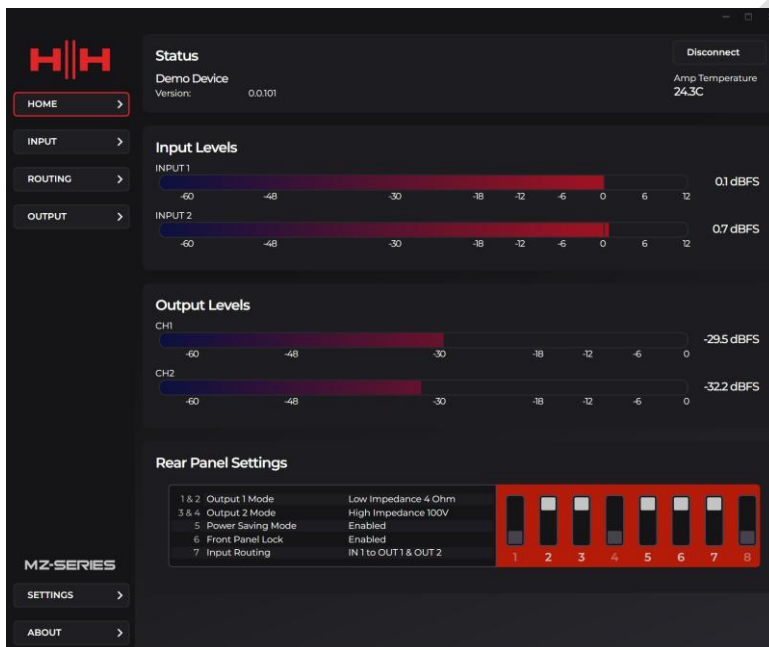 H||H
HOME
INPUT
ROUTING
OUTPUT
MZ-SERIES
SETTINGS
ABOUT
Status
Disconnect
Demo Device
Version: 0.0.101
Amp Temperature
24.3C
Input Levels
INPUT 1
0.1 dBFS
-60 -48 -30 -18 -12 -6 0 6 12
INPUT 2
0.7 dBFS
-60 -48 -30 -18 -12 -6 0 6 12
Output Levels
CH1
-29.5 dBFS
-60 -48 -30 -18 -12 -6 0
CH2
-32.2 dBFS
-60 -48 -30 -18 -12 -6 0
Rear Panel Settings
1 & 2 Output 1 Mode Low Impedance 4 Ohm
3 & 4 Output 2 Mode High Impedance 100V
5 Power Saving Mode Enabled
6 Front Panel Lock Enabled
7 Input Routing IN 1 to OUT 1 & OUT 2
1 2 3 4 5 6 7 8